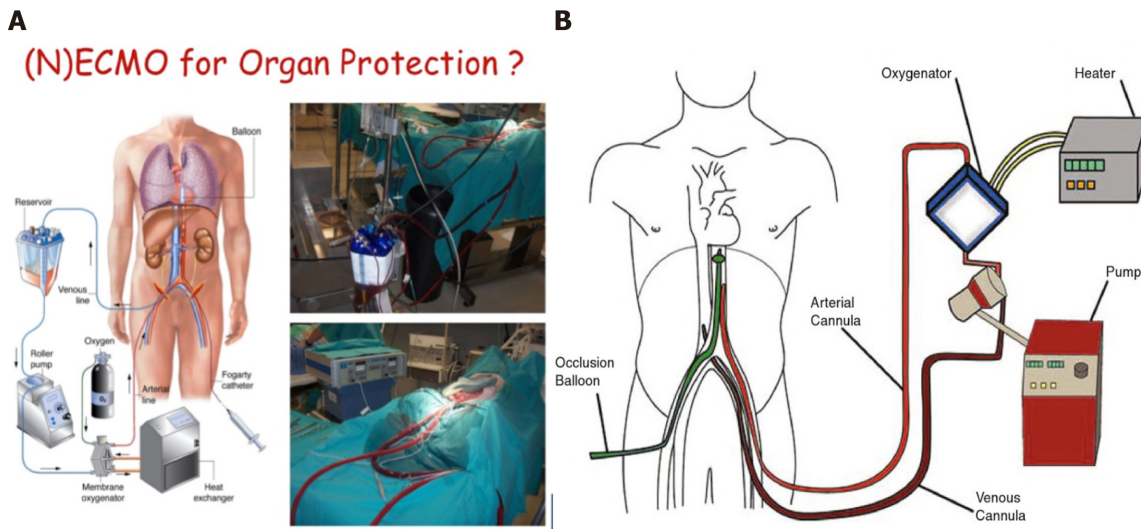 A
(N)ECMO for Organ Protection ?
Balloon
Reservoir
Venous
line
Roller
pump
Oxygen
O₂
Arterial
line
Fogarty
catheter
Membrane
oxygenator
Heat
exchanger
B
Oxygenator
Heater
Pump
Arterial
Cannula
Occlusion
Balloon
Venous
Cannula